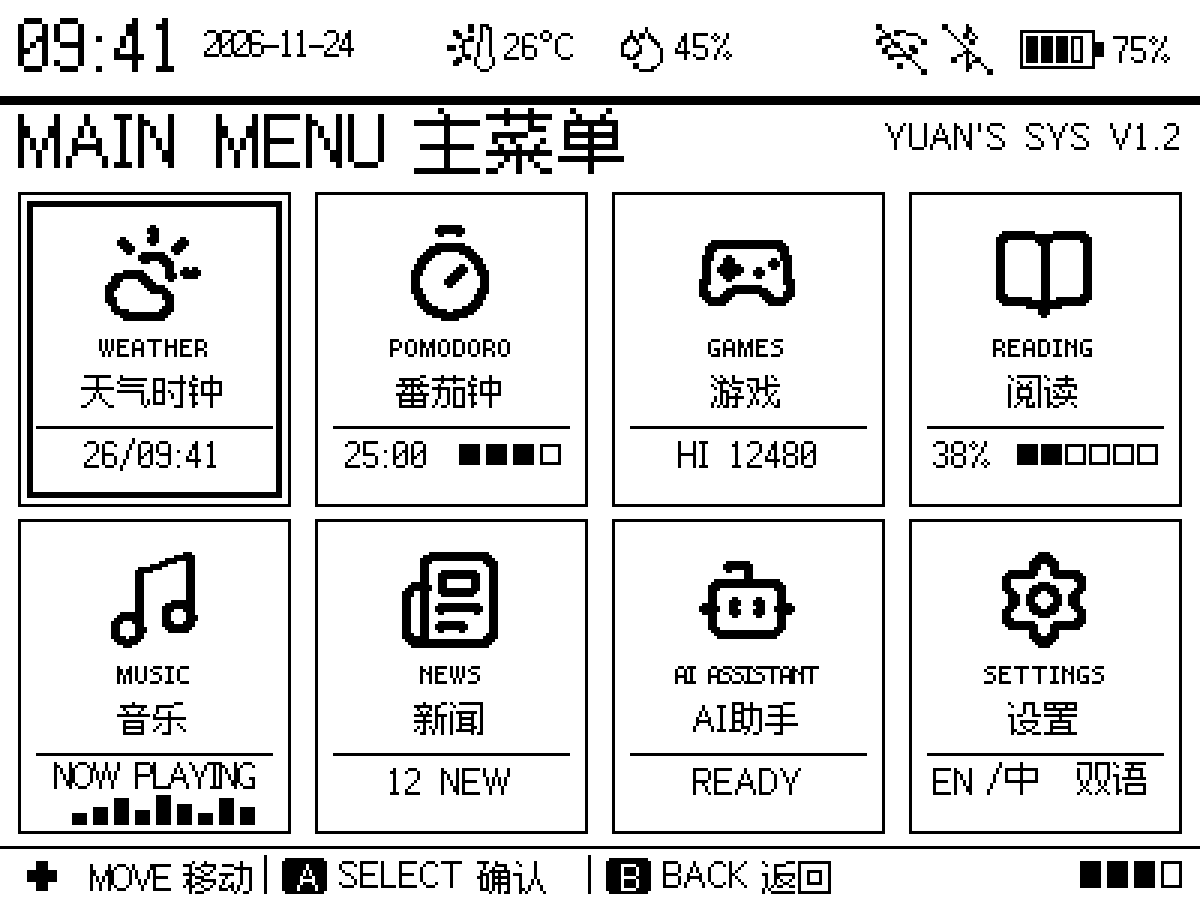 09:41 2026-11-24 26°C 45% 75%
MAIN MENU 主菜单 YUAN'S SYS V1.2
WEATHER
天气时钟
26/09:41
POMODORO
番茄钟
25:00
GAMES
游戏
HI 12480
READING
阅读
38%
MUSIC
音乐
NOW PLAYING
NEWS
新闻
12 NEW
AI ASSISTANT
AI助手
READY
SETTINGS
设置
EN /中 双语
MOVE 移动 A SELECT 确认 B BACK 返回